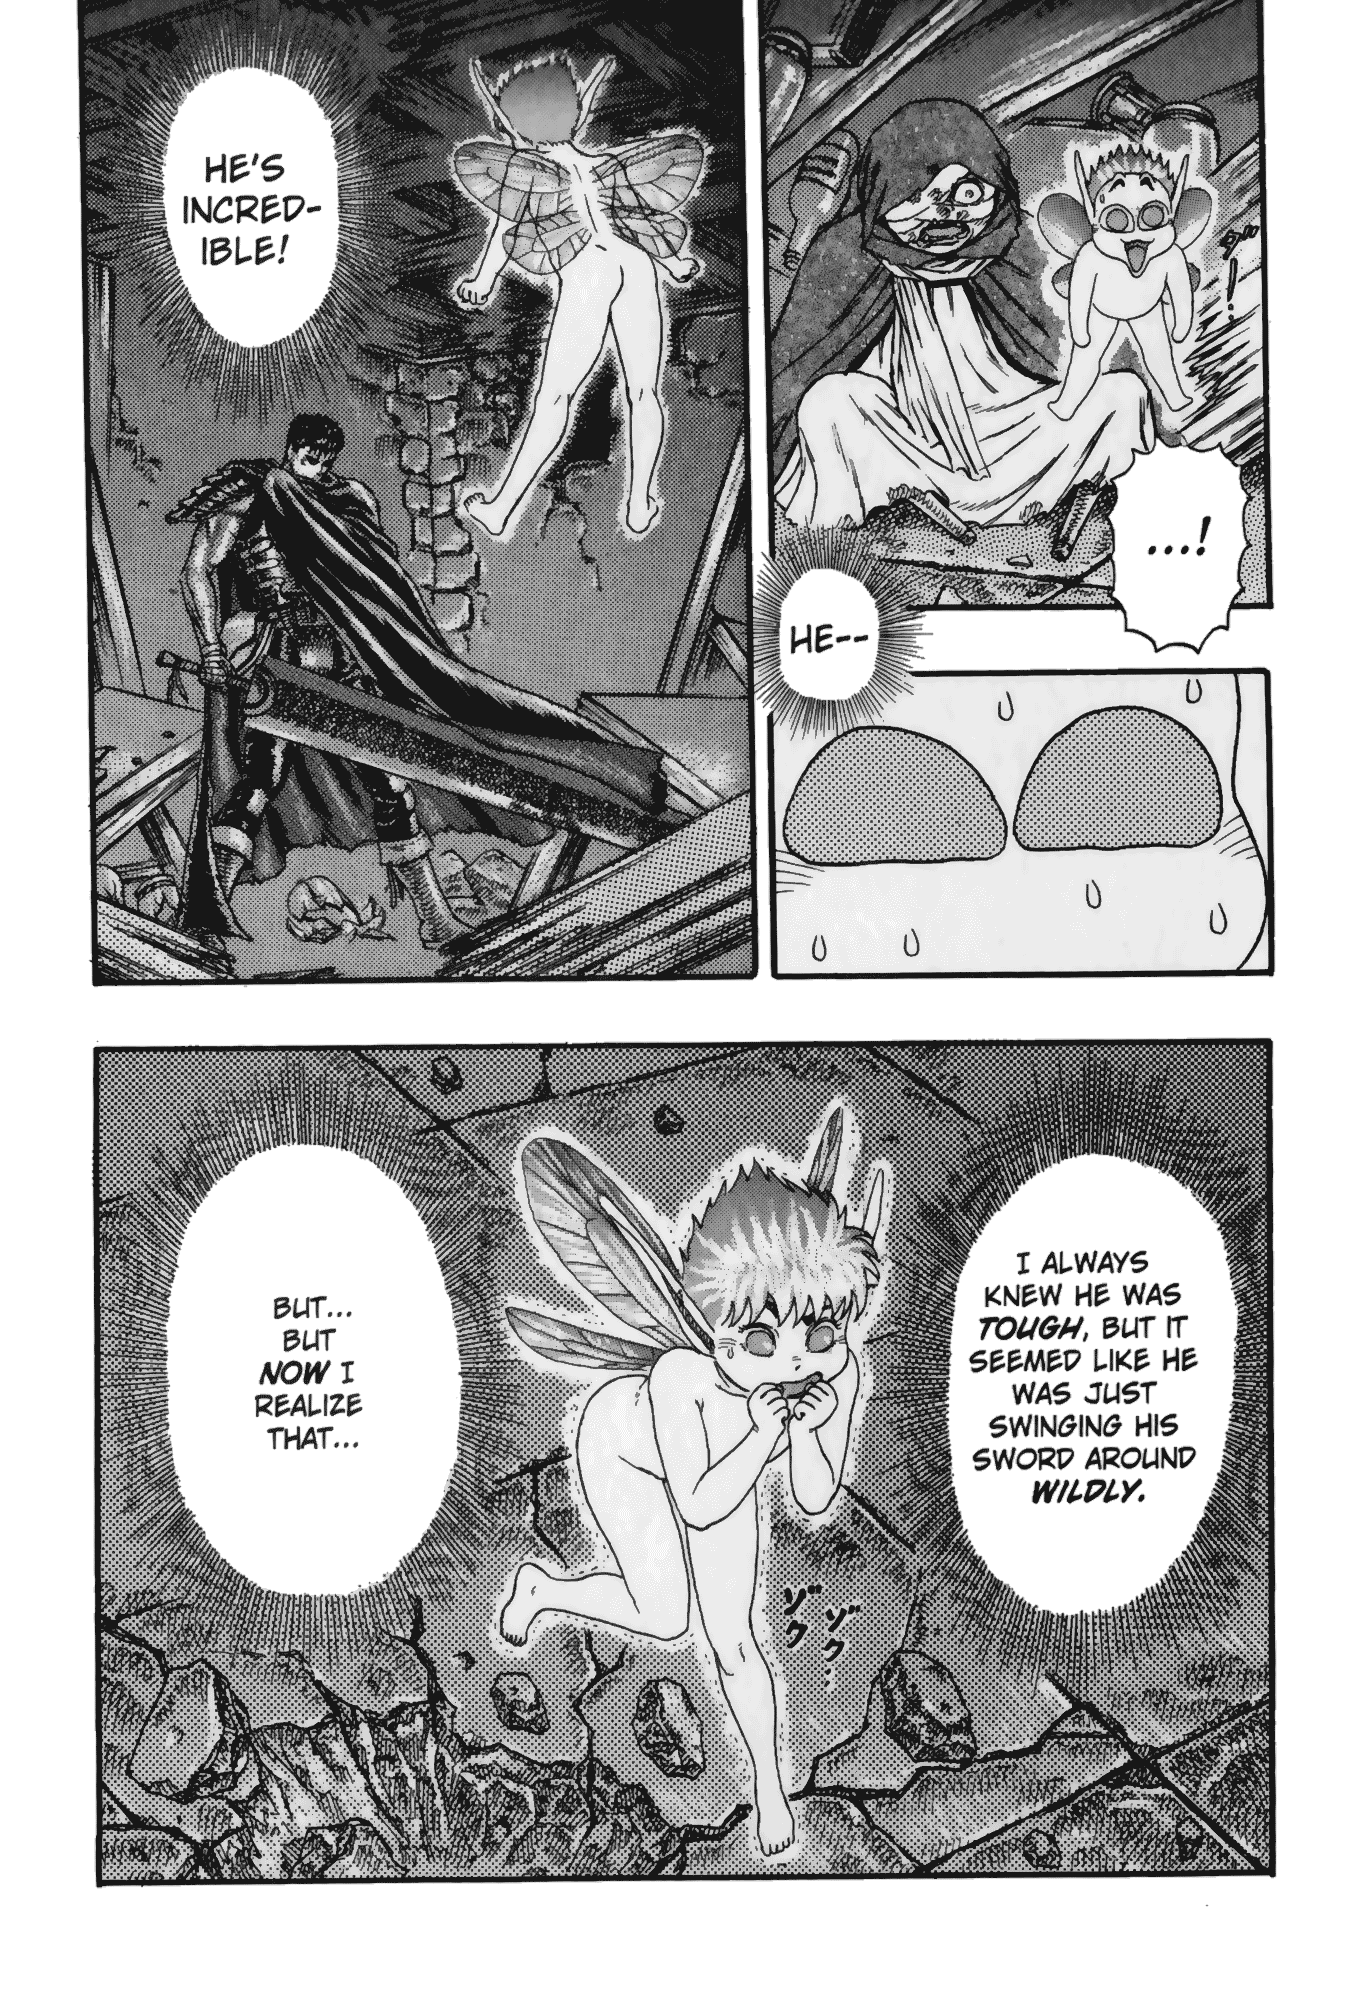 ...!
HE--
HE'S
INCRED-
IBLE!
I ALWAYS
KNEW HE WAS
TOUGH, BUT IT
SEEMED LIKE HE
WAS JUST
SWINGING HIS
SWORD AROUND
WILDLY.
BUT...
BUT
NOW I
REALIZE
THAT...
ゾク
ゾク